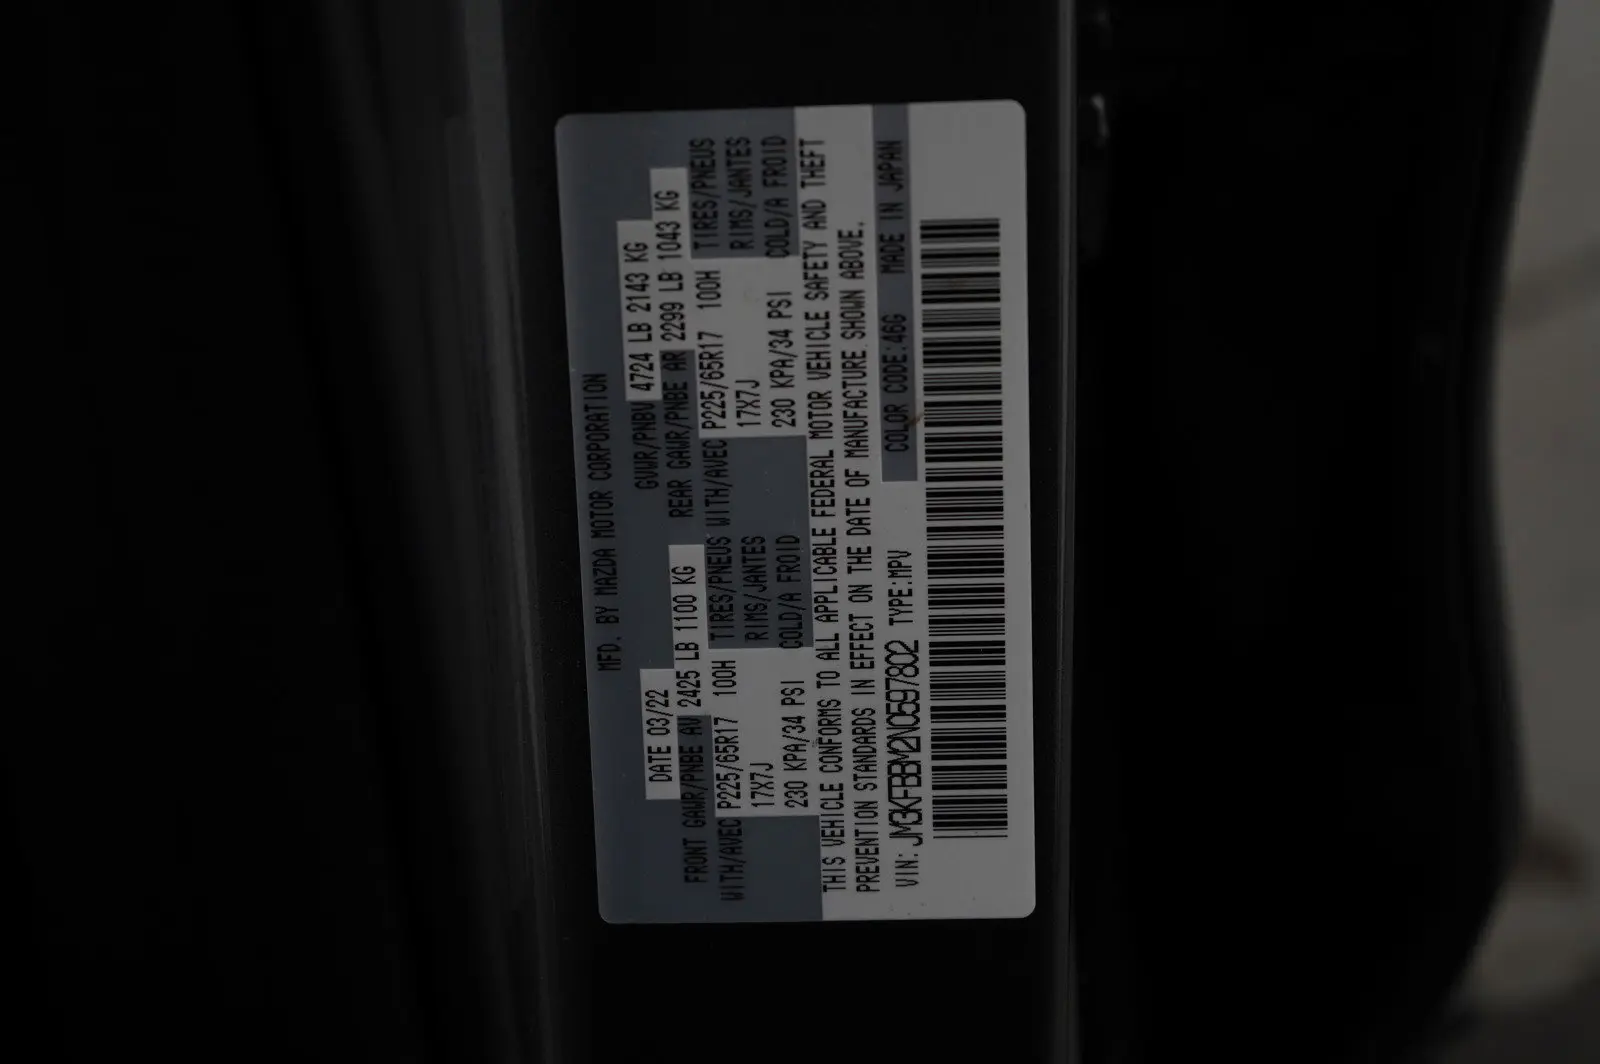 MFD. BY MAZDA MOTOR CORPORATION
DATE 03/22 GVWR/PNBV 4724 LB 2143 KG
FRONT GAWR/PNBE AV 2425 LB 1100 KG REAR GAWR/PNBE AR 2299 LB 1043 KG
WITH/AVEC P225/65R17 100H TIRES/PNEUS WITH/AVEC P225/65R17 100H TIRES/PNEUS
17X7J RIMS/JANTES 17X7J RIMS/JANTES
230 KPA/34 PSI COLD/A FROID 230 KPA/34 PSI COLD/A FROID
THIS VEHICLE CONFORMS TO ALL APPLICABLE FEDERAL MOTOR VEHICLE SAFETY AND THEFT
PREVENTION STANDARDS IN EFFECT ON THE DATE OF MANUFACTURE SHOWN ABOVE.
VIN: JM3KFBBM2N0597802 TYPE:MPV COLOR CODE:46G MADE IN JAPAN